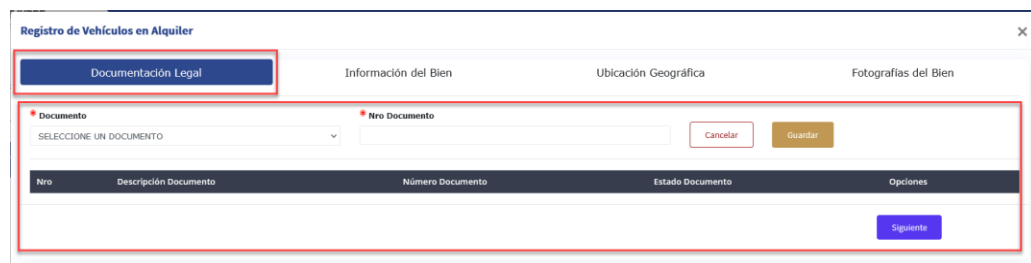 Registro de Vehículos en Alquiler
×
Documentación Legal Información del Bien Ubicación Geográfica Fotografías del Bien
* Documento * Nro Documento
SELECCIONE UN DOCUMENTO Cancelar Guardar
Nro Descripción Documento Número Documento Estado Documento Opciones
Siguiente